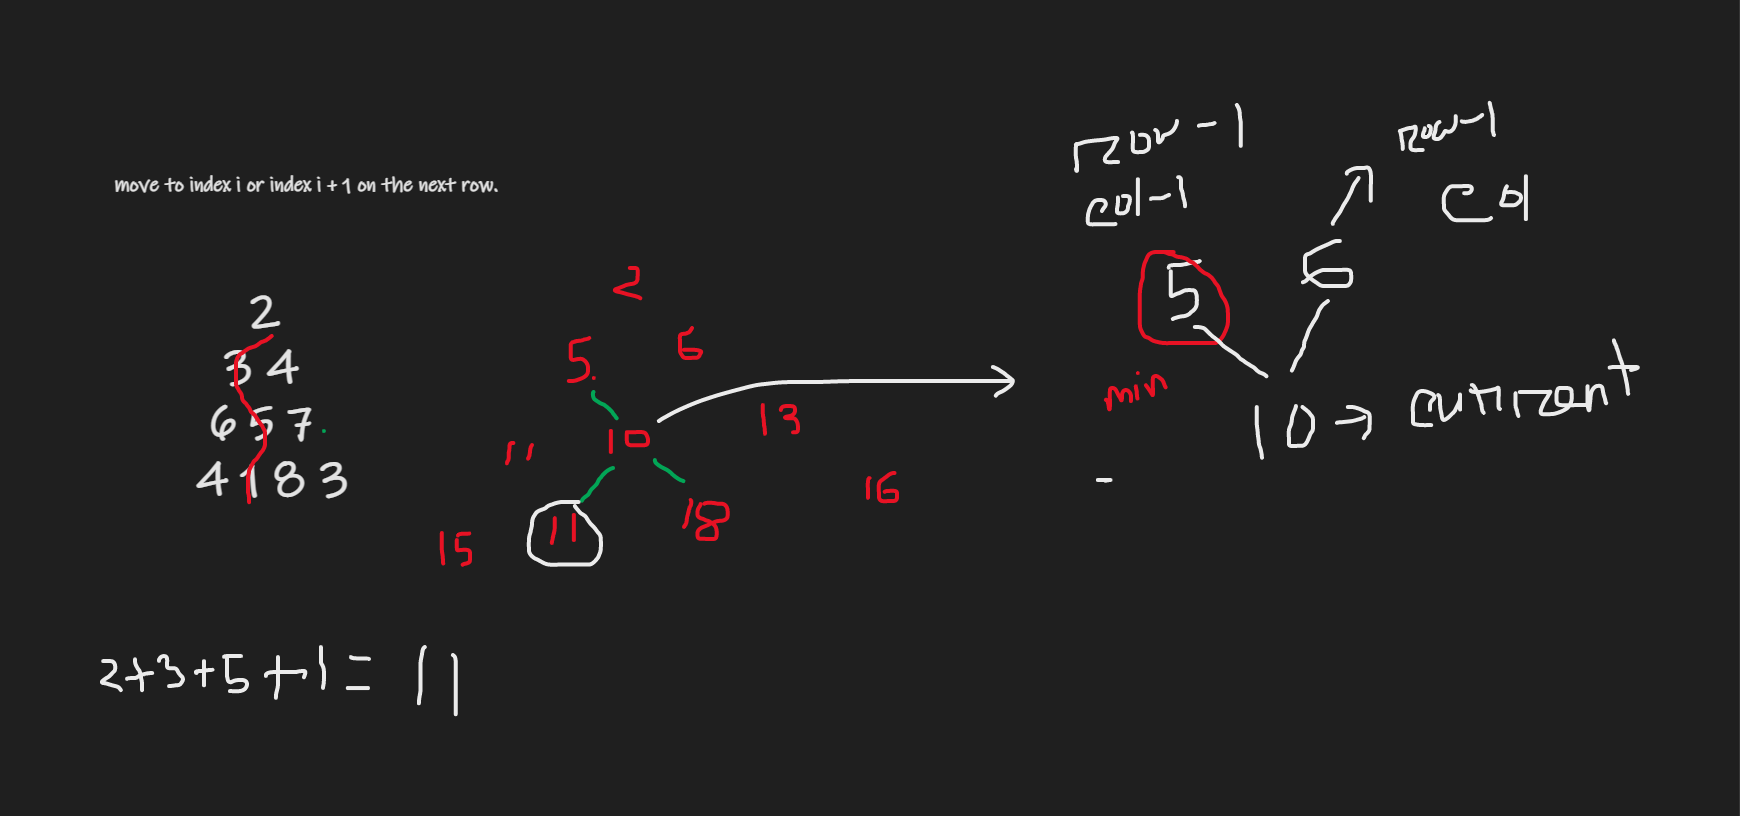 move to index i or index i + 1 on the next row.
2
3 4
6 5 7
4 1 8 3
2+3+5+1= 11
2
5 6
11 10 13
15 11 18 16
row-1
col-1
row-1
col
5 6
min
10 → current
-